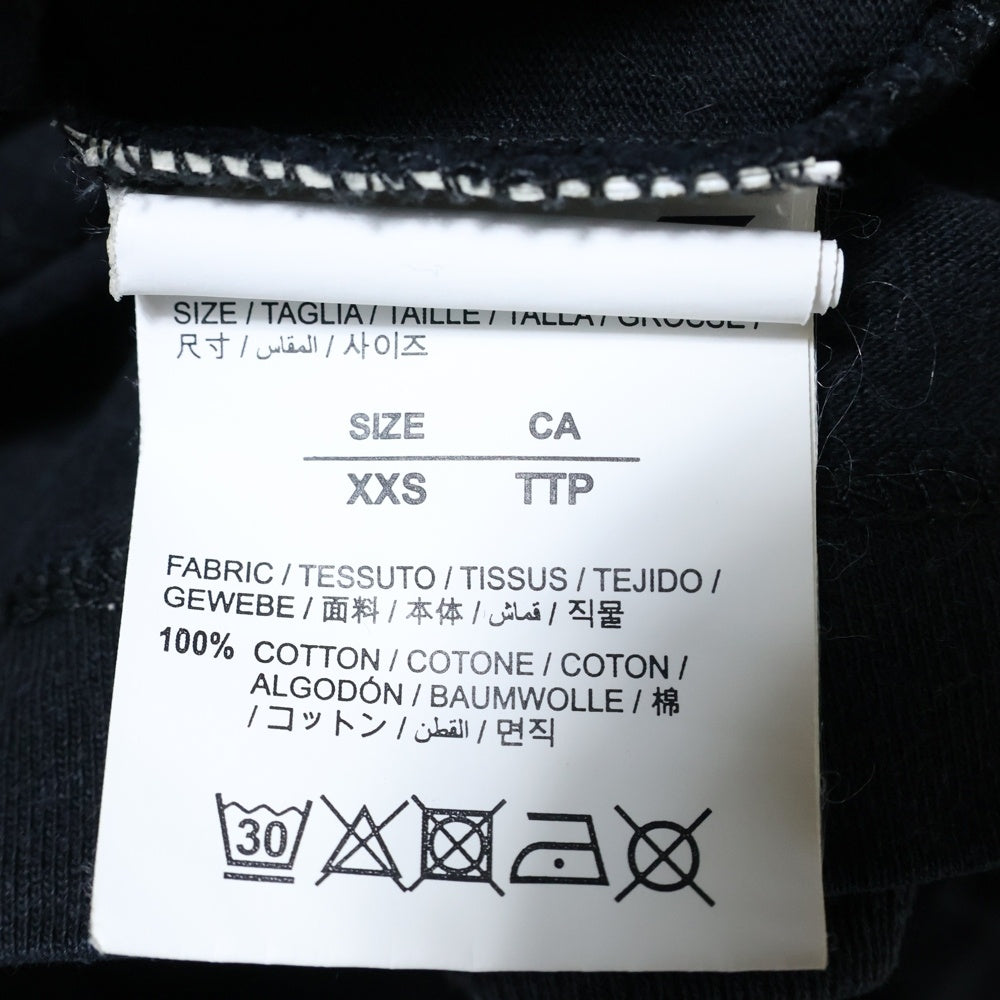 SIZE / TAGLIA / TAILLE / TALLA / GROSSE /
尺寸 / المقاس / 사이즈
SIZE CA
XXS TTP
FABRIC / TESSUTO / TISSUS / TEJIDO /
GEWEBE / 面料 / 本体 / قماش / 직물
100% COTTON / COTONE / COTON /
ALGODÓN / BAUMWOLLE / 棉
/ コットン / القطن / 면직
30